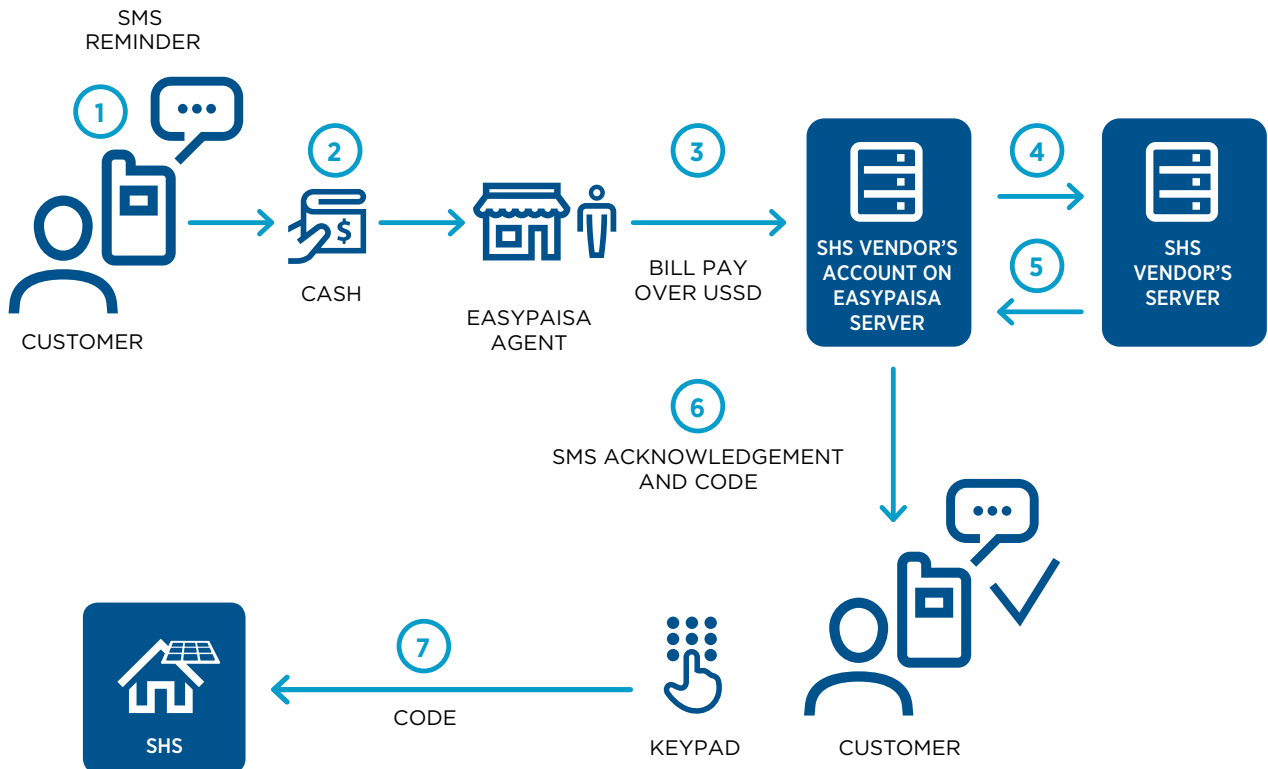 SMS
REMINDER
1
2
3
4
5
$
CUSTOMER
CASH
EASYPAISA
AGENT
BILL PAY
OVER USSD
SHS VENDOR'S
ACCOUNT ON
EASYPAISA
SERVER
SHS
VENDOR'S
SERVER
6
SMS ACKNOWLEDGEMENT
AND CODE
7
CODE
SHS
KEYPAD
CUSTOMER